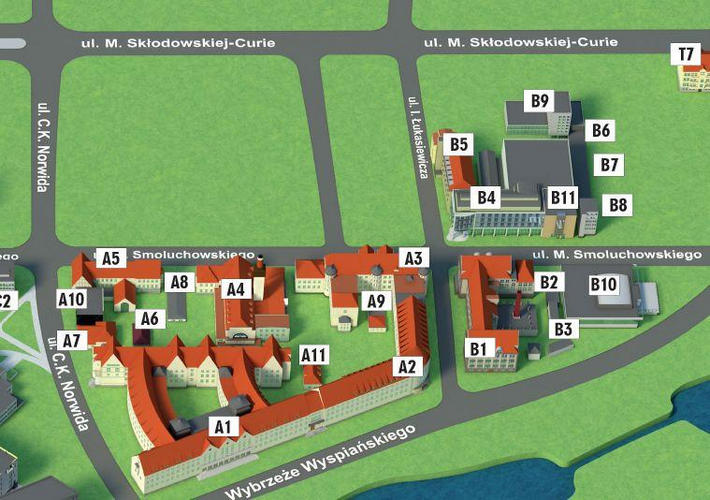 ul. M. Skłodowskiej-Curie
ul. M. Skłodowskiej-Curie
T7
ul. C.K. Norwida
ul. I. Łukasiewicza
B9
B6
B5
B7
B4
B11
B8
ul. M. Smoluchowskiego
A5
Smoluchowskiego
A3
A8
A4
A10
A9
A6
A7
B2
B10
B3
ul. C.K. Norwida
A11
B1
A2
A1
Wybrzeże Wyspiańskiego